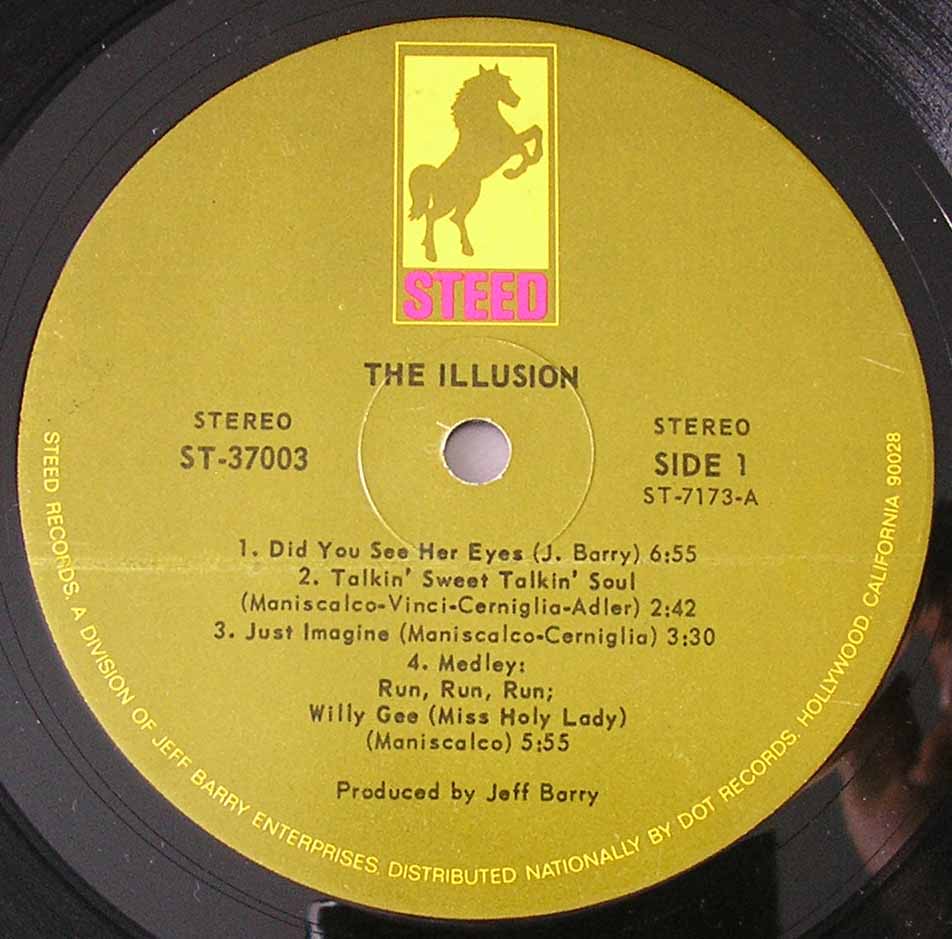 STEED
THE ILLUSION
STEREO
ST-37003
STEREO
SIDE 1
ST-7173-A
1. Did You See Her Eyes (J. Barry) 6:55
2. Talkin' Sweet Talkin' Soul
(Maniscalco-Vinci-Cerniglia-Adler) 2:42
3. Just Imagine (Maniscalco-Cerniglia) 3:30
4. Medley:
Run, Run, Run;
Willy Gee (Miss Holy Lady)
(Maniscalco) 5:55
Produced by Jeff Barry
STEED RECORDS. A DIVISION OF JEFF BARRY ENTERPRISES. DISTRIBUTED NATIONALLY BY DOT RECORDS. HOLLYWOOD. CALIFORNIA 90028